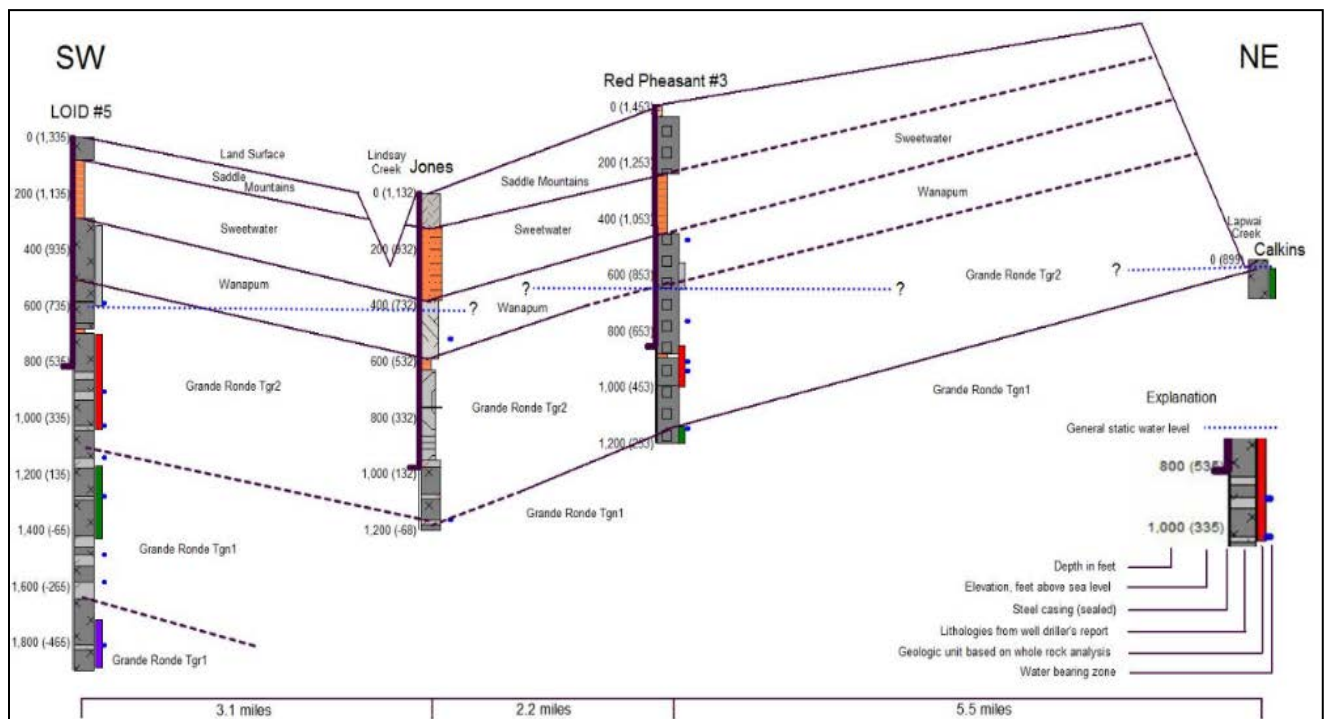 SW
NE
LOID #5
0 (1,335)
200 (1,135)
400 (935)
600 (735)
800 (535)
1,000 (335)
1,200 (135)
1,400 (-65)
1,600 (-265)
1,800 (-465)
Land Surface
Saddle
Mountains
Sweetwater
Wanapum
Grande Ronde Tgr2
Grande Ronde Tgn1
Grande Ronde Tgr1
Lindsay
Creek
Jones
0 (1,132)
200 (932)
400 (732)
600 (532)
800 (332)
1,000 (132)
1,200 (-68)
?
Saddle Mountains
Sweetwater
?
Wanapum
Grande Ronde Tgr2
Grande Ronde Tgn1
Red Pheasant #3
0 (1,453)
200 (1,253)
400 (1,053)
600 (853)
800 (653)
1,000 (453)
1,200 (253)
Sweetwater
Wanapum
Grande Ronde Tgr2
?
?
Grande Ronde Tgn1
Lapwai
Creek
Calkins
0 (899)
Explanation
General static water level
800 (535)
1,000 (335)
Depth in feet
Elevation, feet above sea level
Steel casing (sealed)
Lithologies from well driller's report
Geologic unit based on whole rock analysis
Water bearing zone
3.1 miles
2.2 miles
5.5 miles